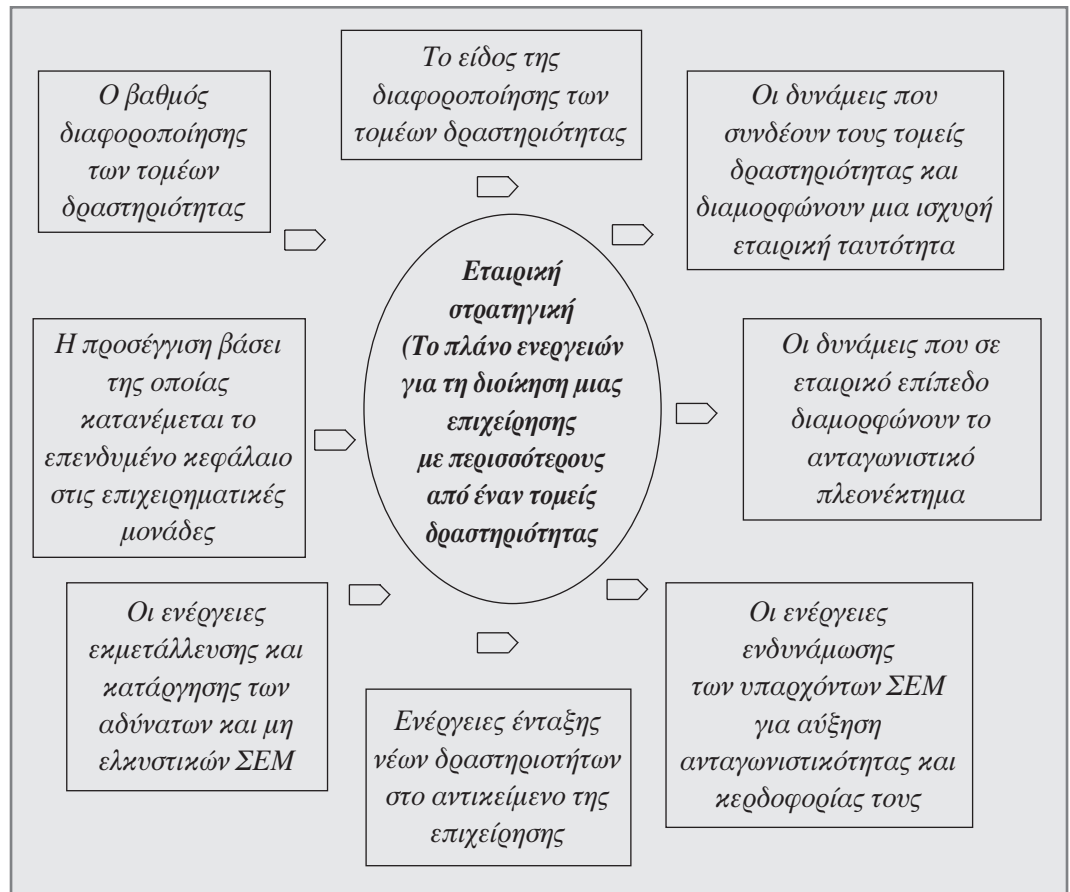 Ο βαθμός
διαφοροποίησης
των τομέων
δραστηριότητας
Το είδος της
διαφοροποίησης των
τομέων δραστηριότητας
Οι δυνάμεις που
συνδέουν τους τομείς
δραστηριότητας και
διαμορφώνουν μια ισχυρή
εταιρική ταυτότητα
Η προσέγγιση βάσει
της οποίας
κατανέμεται το
επενδυμένο κεφάλαιο
στις επιχειρηματικές
μονάδες
Εταιρική
στρατηγική
(Το πλάνο ενεργειών
για τη διοίκηση μιας
επιχείρησης
με περισσότερους
από έναν τομείς
δραστηριότητας
Οι δυνάμεις που σε
εταιρικό επίπεδο
διαμορφώνουν το
ανταγωνιστικό
πλεονέκτημα
Οι ενέργειες
εκμετάλλευσης και
κατάργησης των
αδύνατων και μη
ελκυστικών ΣΕΜ
Ενέργειες ένταξης
νέων δραστηριοτήτων
στο αντικείμενο της
επιχείρησης
Οι ενέργειες
ενδυνάμωσης
των υπαρχόντων ΣΕΜ
για αύξηση
ανταγωνιστικότητας και
κερδοφορίας τους